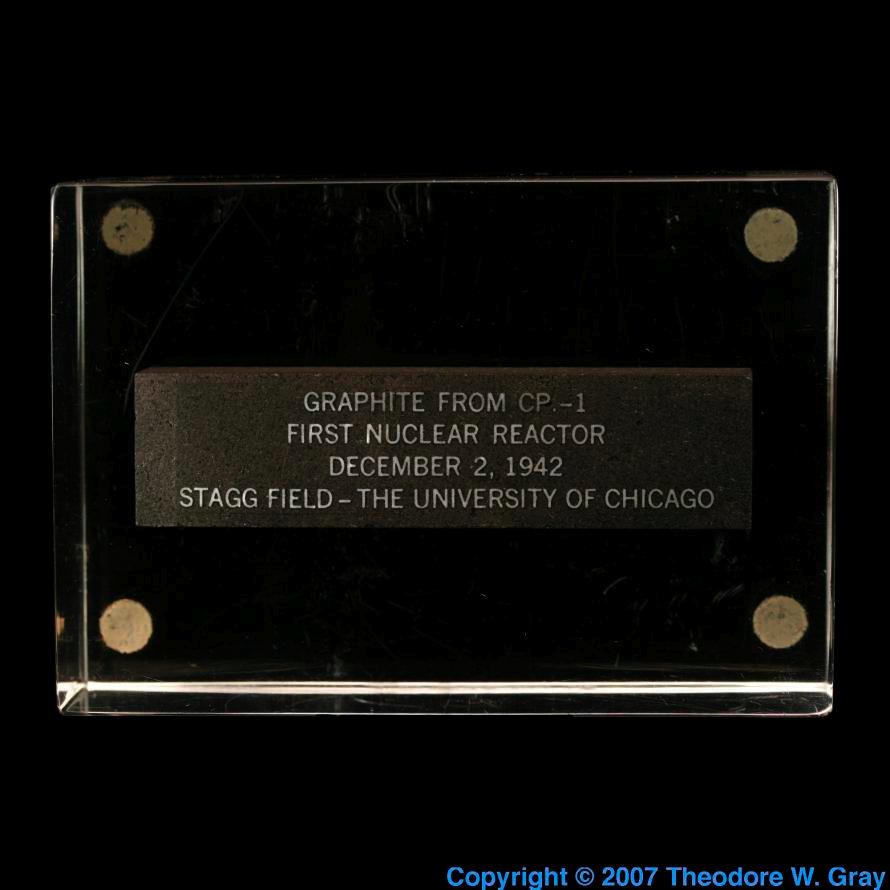 GRAPHITE FROM CP.-1
FIRST NUCLEAR REACTOR
DECEMBER 2, 1942
STAGG FIELD – THE UNIVERSITY OF CHICAGO
Copyright © 2007 Theodore W. Gray